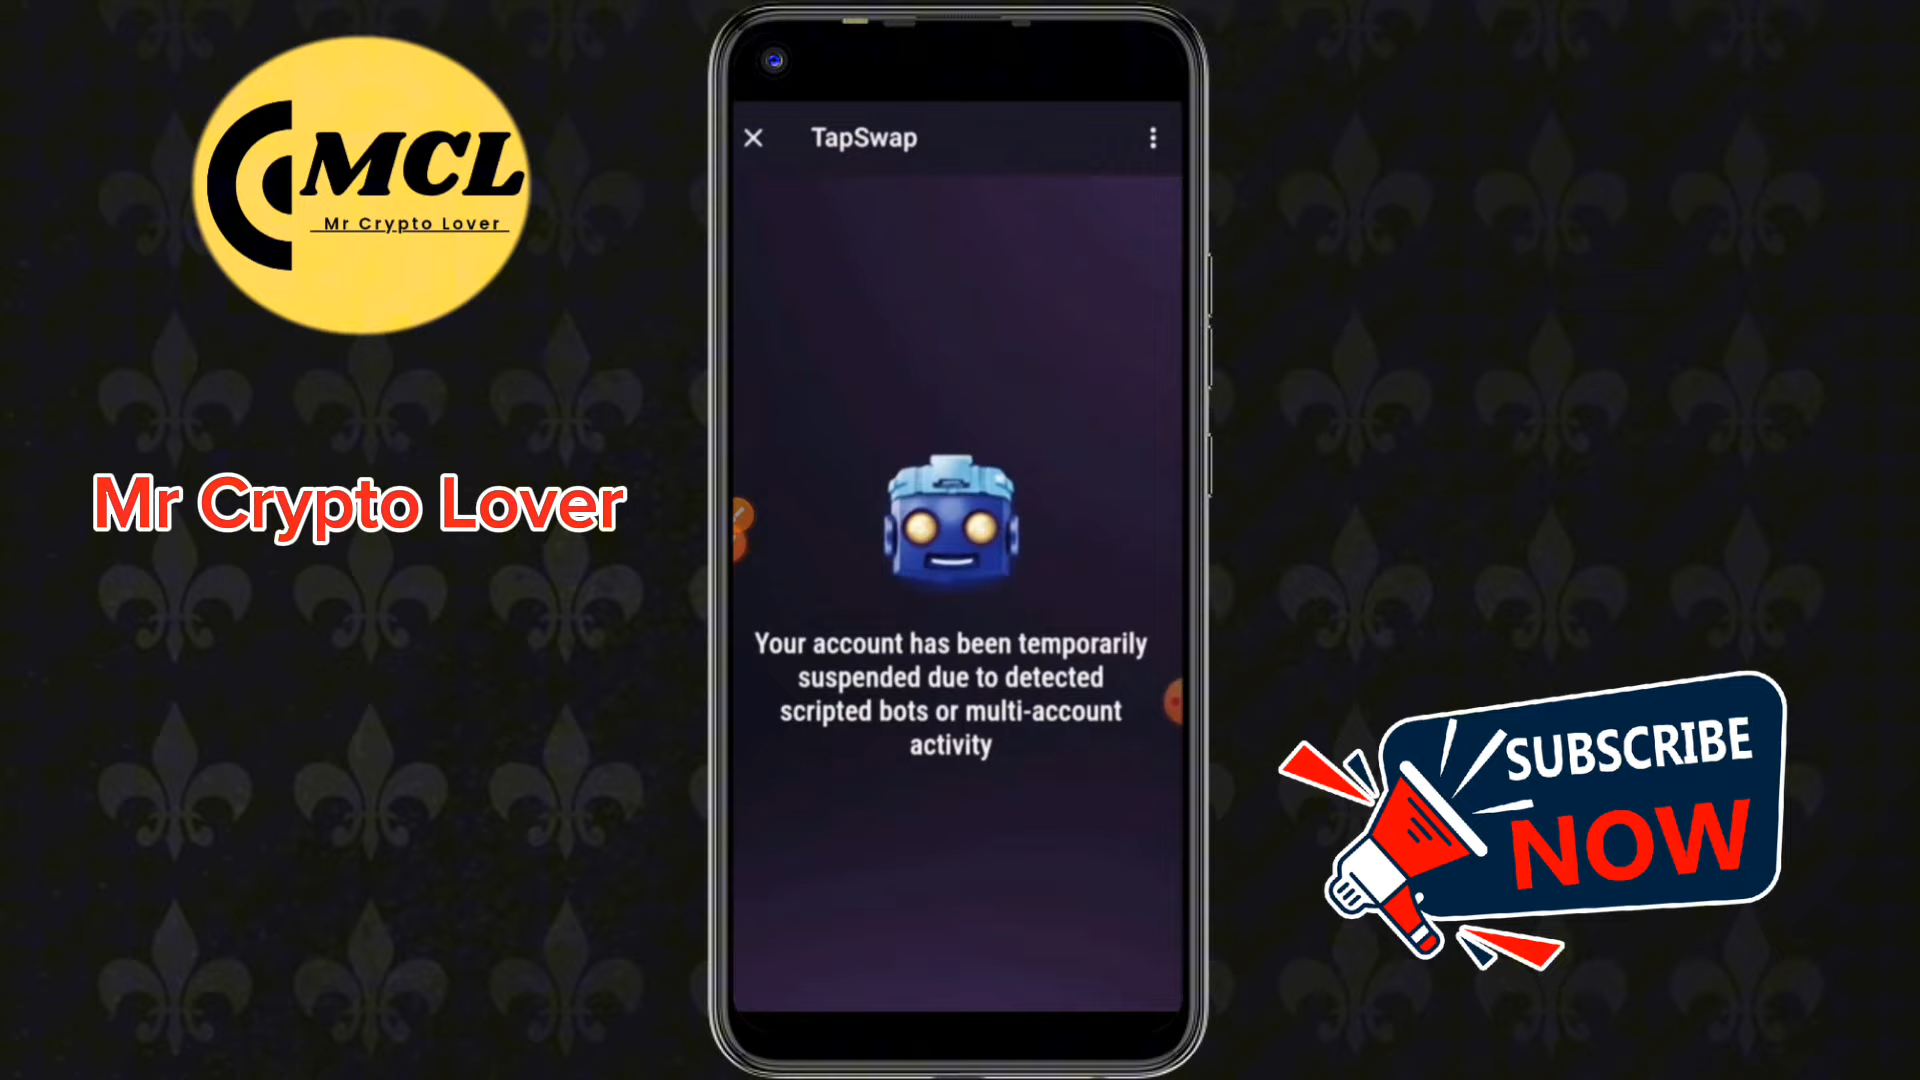 MCL
Mr Crypto Lover
Mr Crypto Lover
TapSwap
Your account has been temporarily
suspended due to detected
scripted bots or multi-account
activity
SUBSCRIBE
NOW